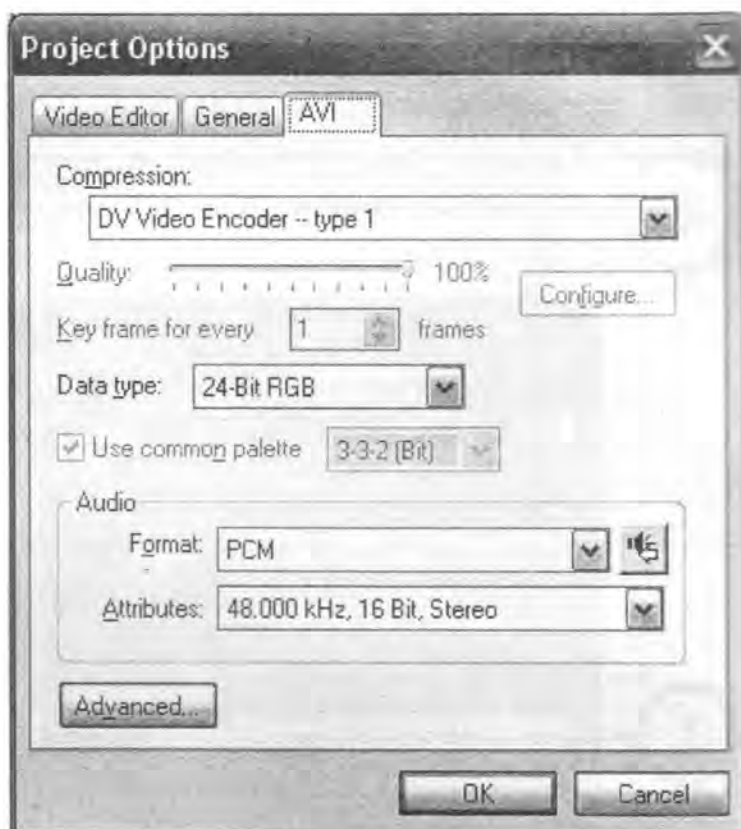 Project Options
Video Editor General AVI
Compression:
DV Video Encoder -- type 1
Quality: 100%
Configure...
Key frame for every 1 frames
Data type: 24-Bit RGB
Use common palette 3-3-2 (Bit)
Audio
Format: PCM
Attributes: 48.000 kHz, 16 Bit, Stereo
Advanced...
OK Cancel